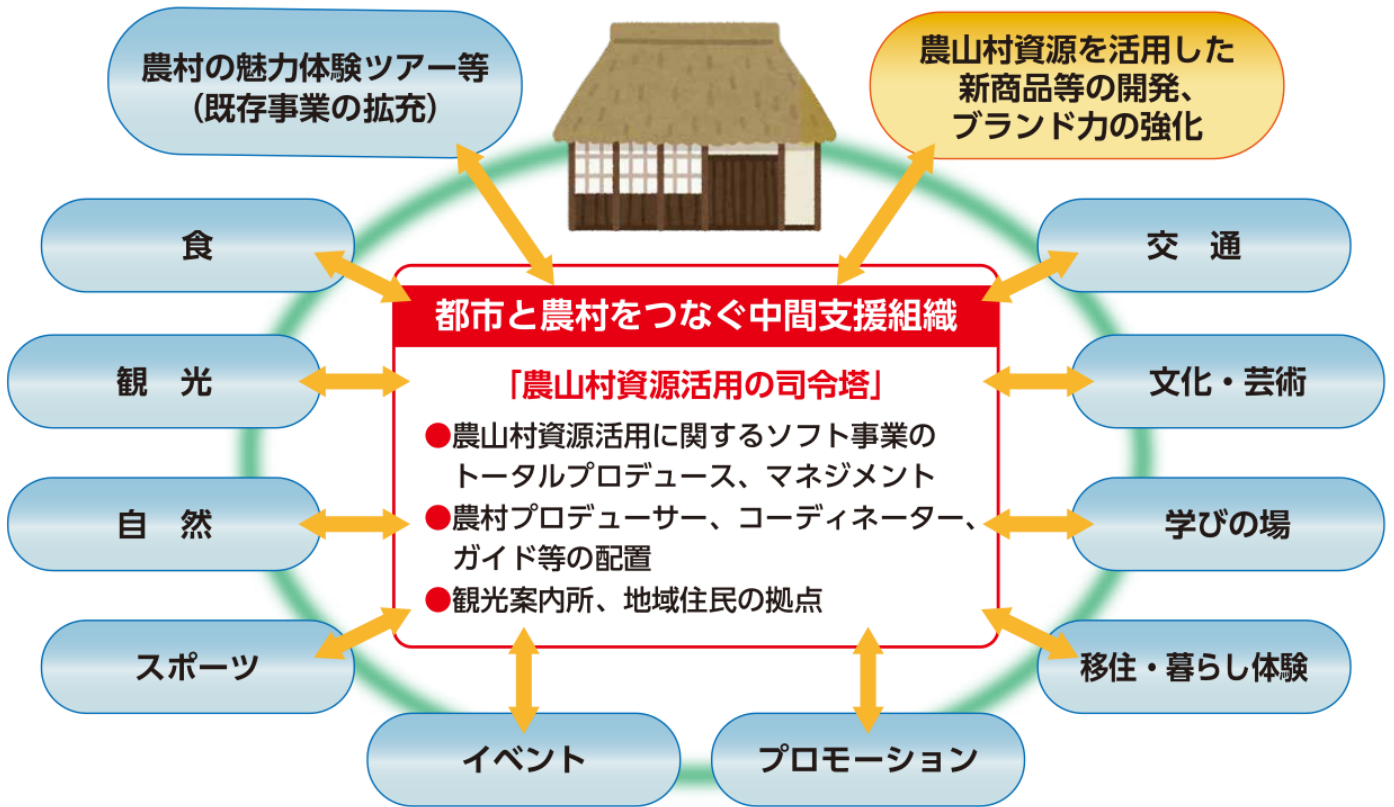 農村の魅力体験ツアー等
（既存事業の拡充）
農山村資源を活用した
新商品等の開発、
ブランド力の強化
食
交　通
都市と農村をつなぐ中間支援組織
「農山村資源活用の司令塔」
●農山村資源活用に関するソフト事業の
トータルプロデュース、マネジメント
●農村プロデューサー、コーディネーター、
ガイド等の配置
●観光案内所、地域住民の拠点
観　光
文化・芸術
自　然
学びの場
スポーツ
移住・暮らし体験
イベント
プロモーション